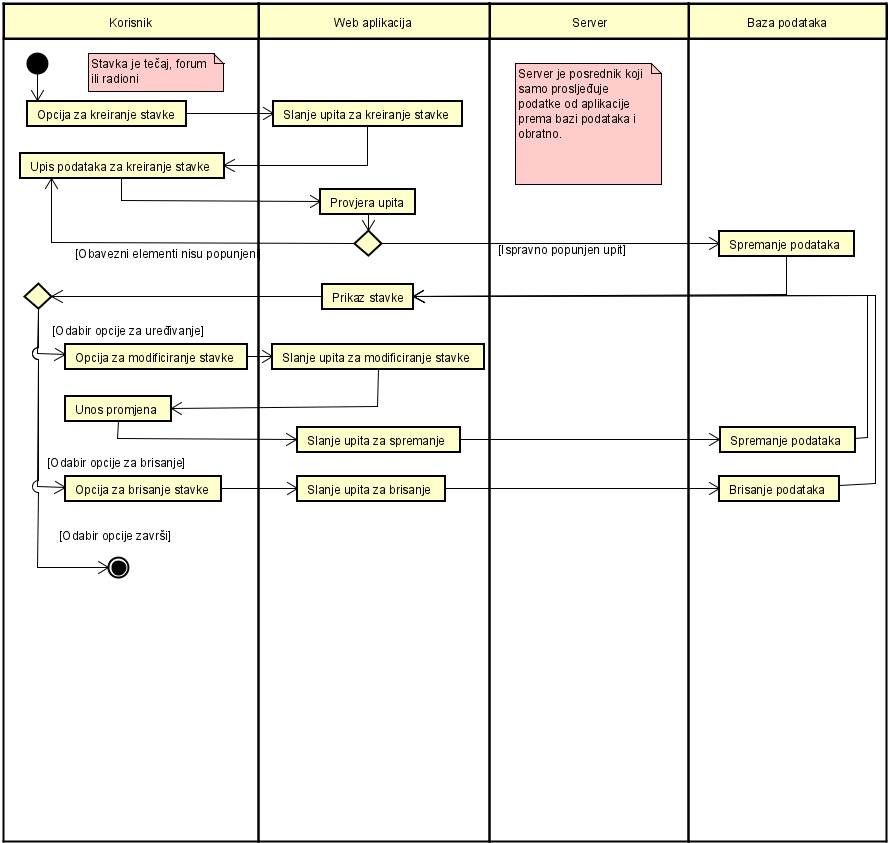 Korisnik
Web aplikacija
Server
Baza podataka
Stavka je tečaj, forum
ili radioni
Server je posrednik koji
samo prosljeđuje
podatke od aplikacije
prema bazi podataka i
obratno.
Opcija za kreiranje stavke
Slanje upita za kreiranje stavke
Upis podataka za kreiranje stavke
Provjera upita
[Obavezni elementi nisu popunjeni
[Ispravno popunjen upit]
Spremanje podataka
Prikaz stavke
[Odabir opcije za uređivanje]
Opcija za modificiranje stavke
Slanje upita za modificiranje stavke
Unos promjena
Slanje upita za spremanje
Spremanje podataka
[Odabir opcije za brisanje]
Opcija za brisanje stavke
Slanje upita za brisanje
Brisanje podataka
[Odabir opcije završi]